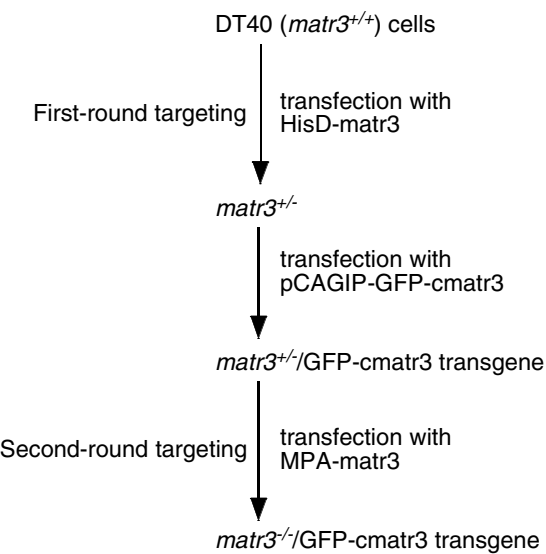 DT40 (matr3+/+) cells
First-round targeting
transfection with
HisD-matr3
matr3+/-
transfection with
pCAGIP-GFP-cmatr3
matr3+/-/GFP-cmatr3 transgene
Second-round targeting
transfection with
MPA-matr3
matr3-/-/GFP-cmatr3 transgene